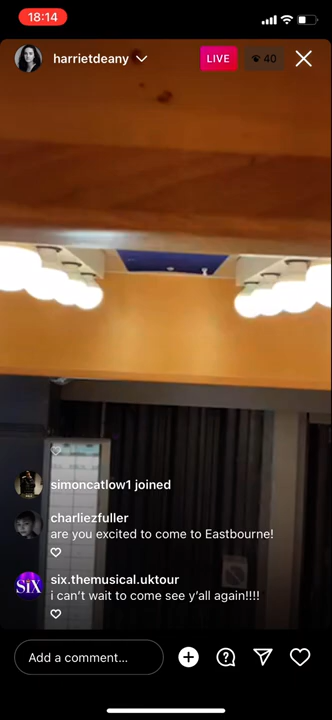 18:14
harrietdeany
LIVE
40
simoncatlow1 joined
charliezfuller
are you excited to come to Eastbourne!
SIX
six.themusical.uktour
i can't wait to come see y'all again!!!!
Add a comment...